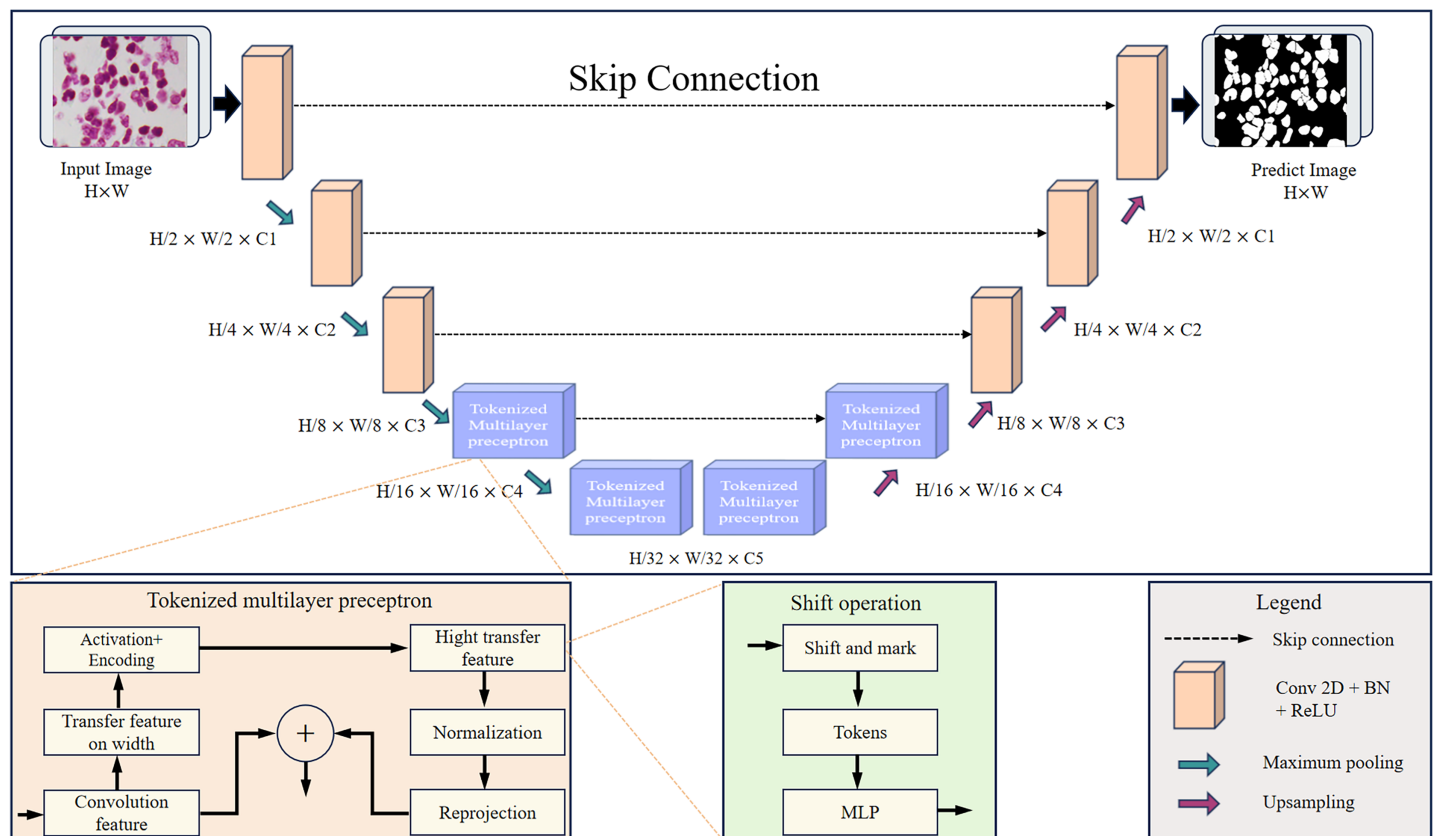 Skip Connection
Input Image
H×W
Predict Image
H×W
H/2 × W/2 × C1
H/2 × W/2 × C1
H/4 × W/4 × C2
H/4 × W/4 × C2
H/8 × W/8 × C3
H/8 × W/8 × C3
Tokenized
Multilayer
preceptron
Tokenized
Multilayer
preceptron
H/16 × W/16 × C4
H/16 × W/16 × C4
Tokenized
Multilayer
preceptron
Tokenized
Multilayer
preceptron
H/32 × W/32 × C5
Tokenized multilayer preceptron
Activation+
Encoding
Hight transfer
feature
Transfer feature
on width
+
Normalization
Convolution
feature
Reprojection
Shift operation
Shift and mark
Tokens
MLP
Legend
Skip connection
Conv 2D + BN
+ ReLU
Maximum pooling
Upsampling